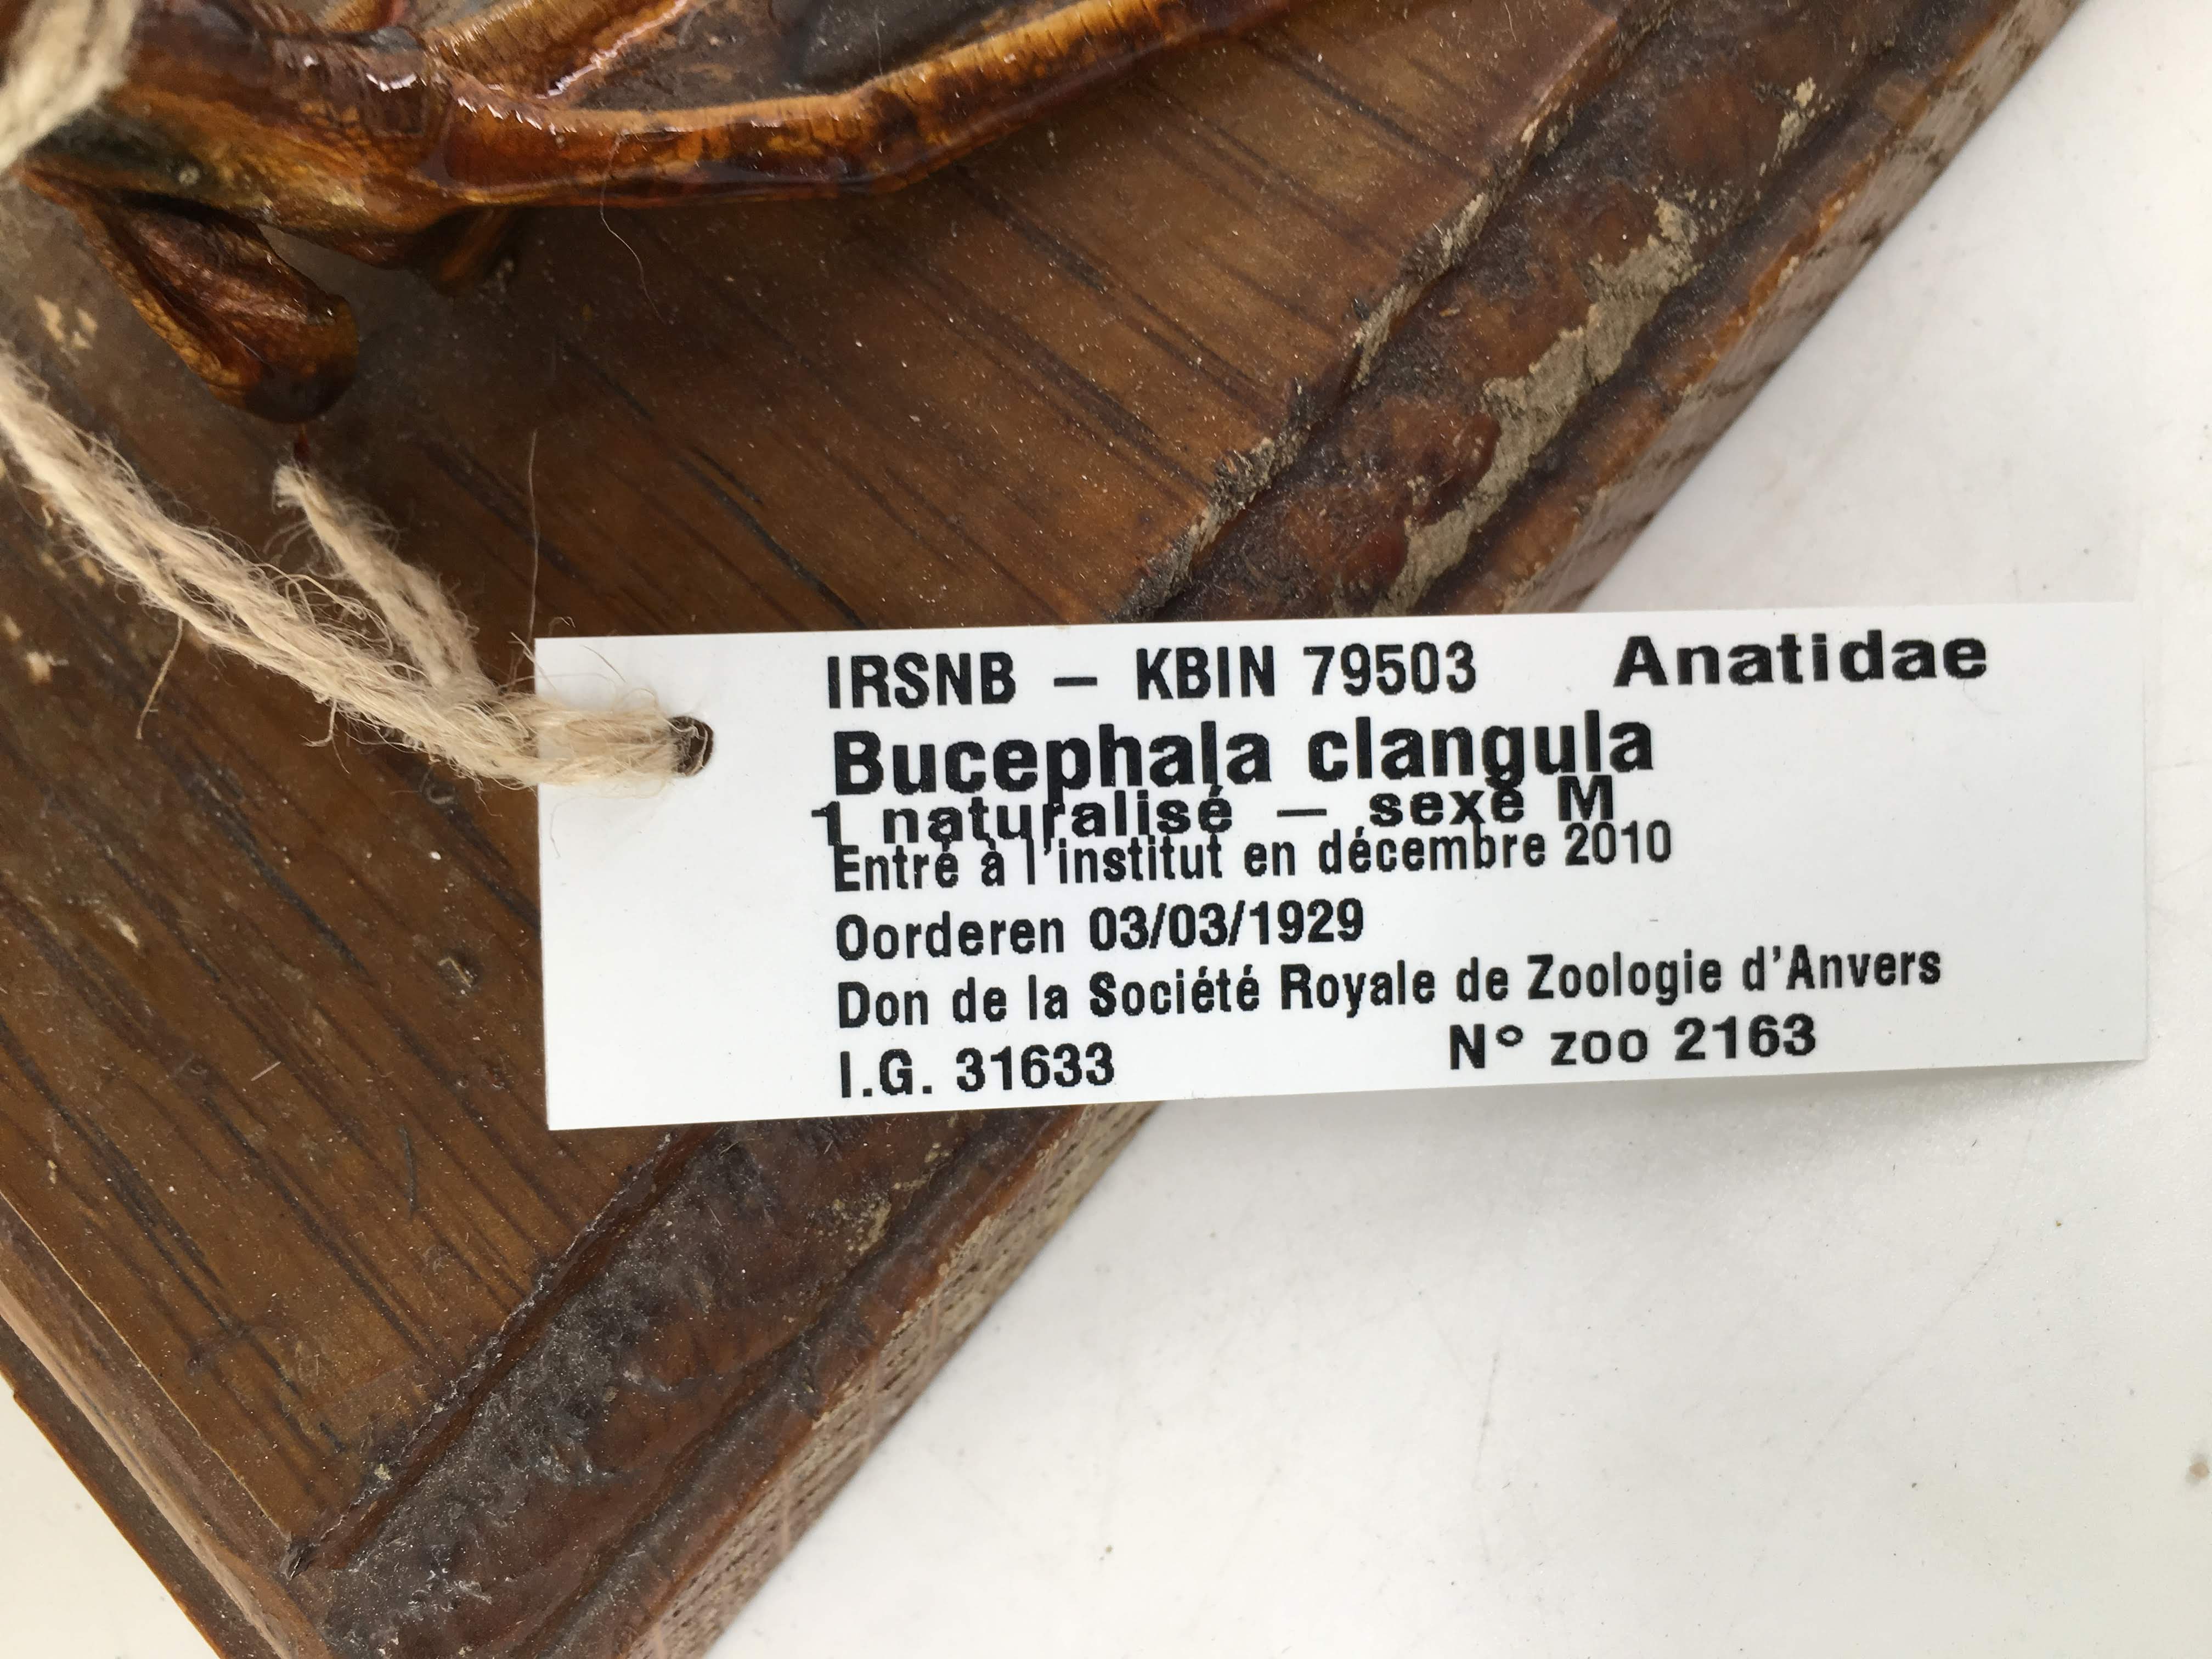 IRSNB – KBIN 79503 Anatidae
Bucephala clangula
1 naturalisé – sexe M
Entré à l'institut en décembre 2010
Oorderen 03/03/1929
Don de la Société Royale de Zoologie d'Anvers
I.G. 31633 N° zoo 2163